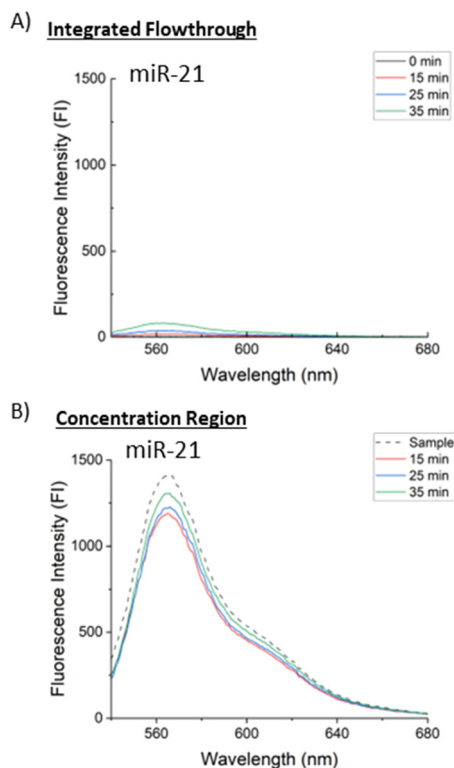 A) Integrated Flowthrough
miR-21
0 min
15 min
25 min
35 min
Fluorescence Intensity (FI)
1500
1000
500
0
560 600 640 680
Wavelength (nm)
B) Concentration Region
miR-21
Sample
15 min
25 min
35 min
Fluorescence Intensity (FI)
1500
1000
500
0
560 600 640 680
Wavelength (nm)